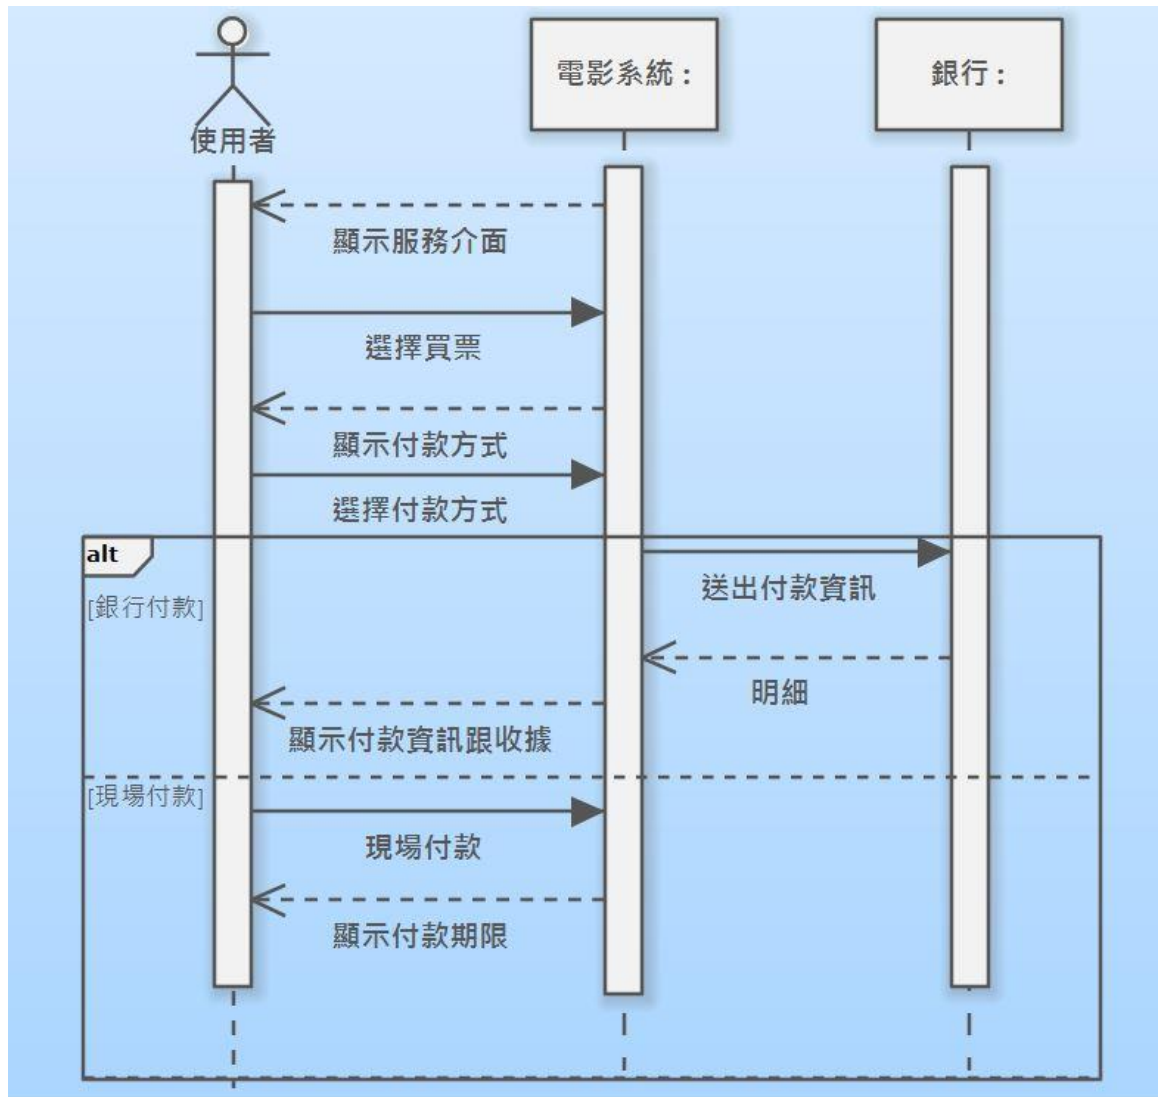 使用者
電影系統 :
銀行 :
顯示服務介面
選擇買票
顯示付款方式
選擇付款方式
alt
送出付款資訊
[銀行付款]
明細
顯示付款資訊跟收據
[現場付款]
現場付款
顯示付款期限